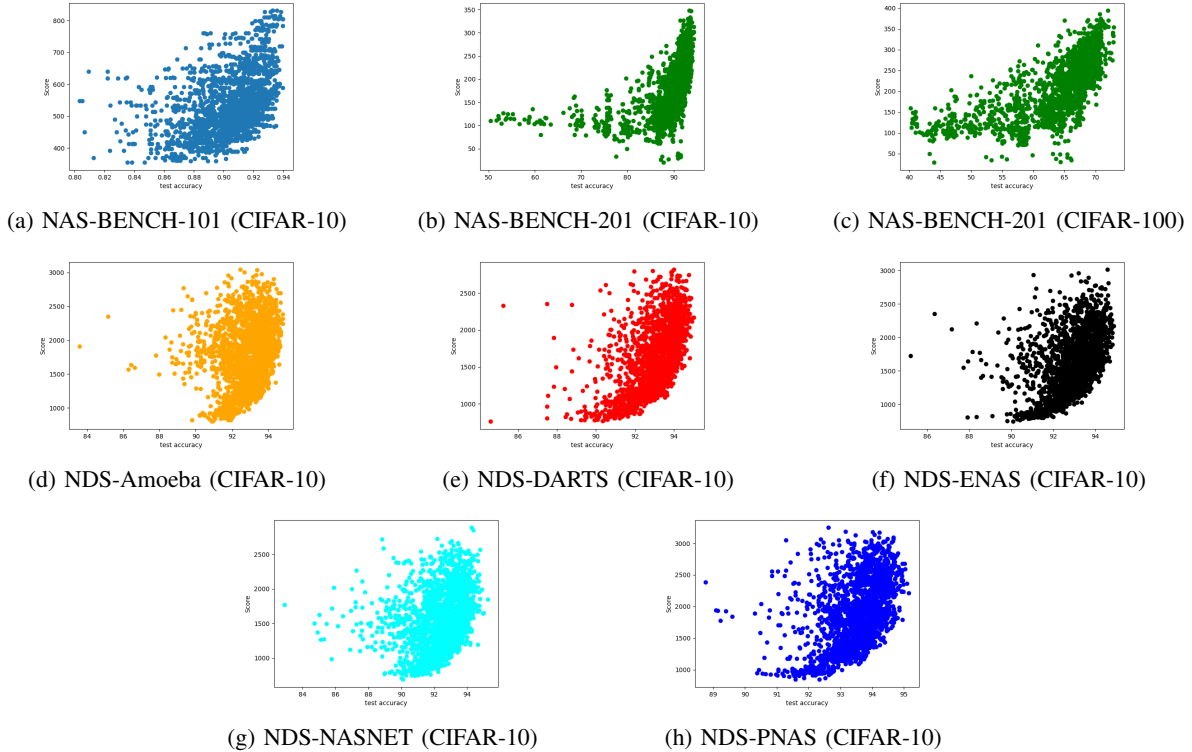 800
700
600
500
400
Score
0.80 0.82 0.84 0.86 0.88 0.90 0.92 0.94
test accuracy
350
300
250
200
150
100
50
Score
50 60 70 80 90
test accuracy
400
350
300
250
200
150
100
50
Score
40 45 50 55 60 65 70
test accuracy
(a) NAS-BENCH-101 (CIFAR-10)
(b) NAS-BENCH-201 (CIFAR-10)
(c) NAS-BENCH-201 (CIFAR-100)
3000
2500
2000
1500
1000
Score
84 86 88 90 92 94
test accuracy
2500
2000
1500
1000
Score
86 88 90 92 94
test accuracy
3000
2500
2000
1500
1000
Score
86 88 90 92 94
test accuracy
(d) NDS-Amoeba (CIFAR-10)
(e) NDS-DARTS (CIFAR-10)
(f) NDS-ENAS (CIFAR-10)
2500
2000
1500
1000
Score
84 86 88 90 92 94
test accuracy
3000
2500
2000
1500
1000
Score
89 90 91 92 93 94 95
test accuracy
(g) NDS-NASNET (CIFAR-10)
(h) NDS-PNAS (CIFAR-10)